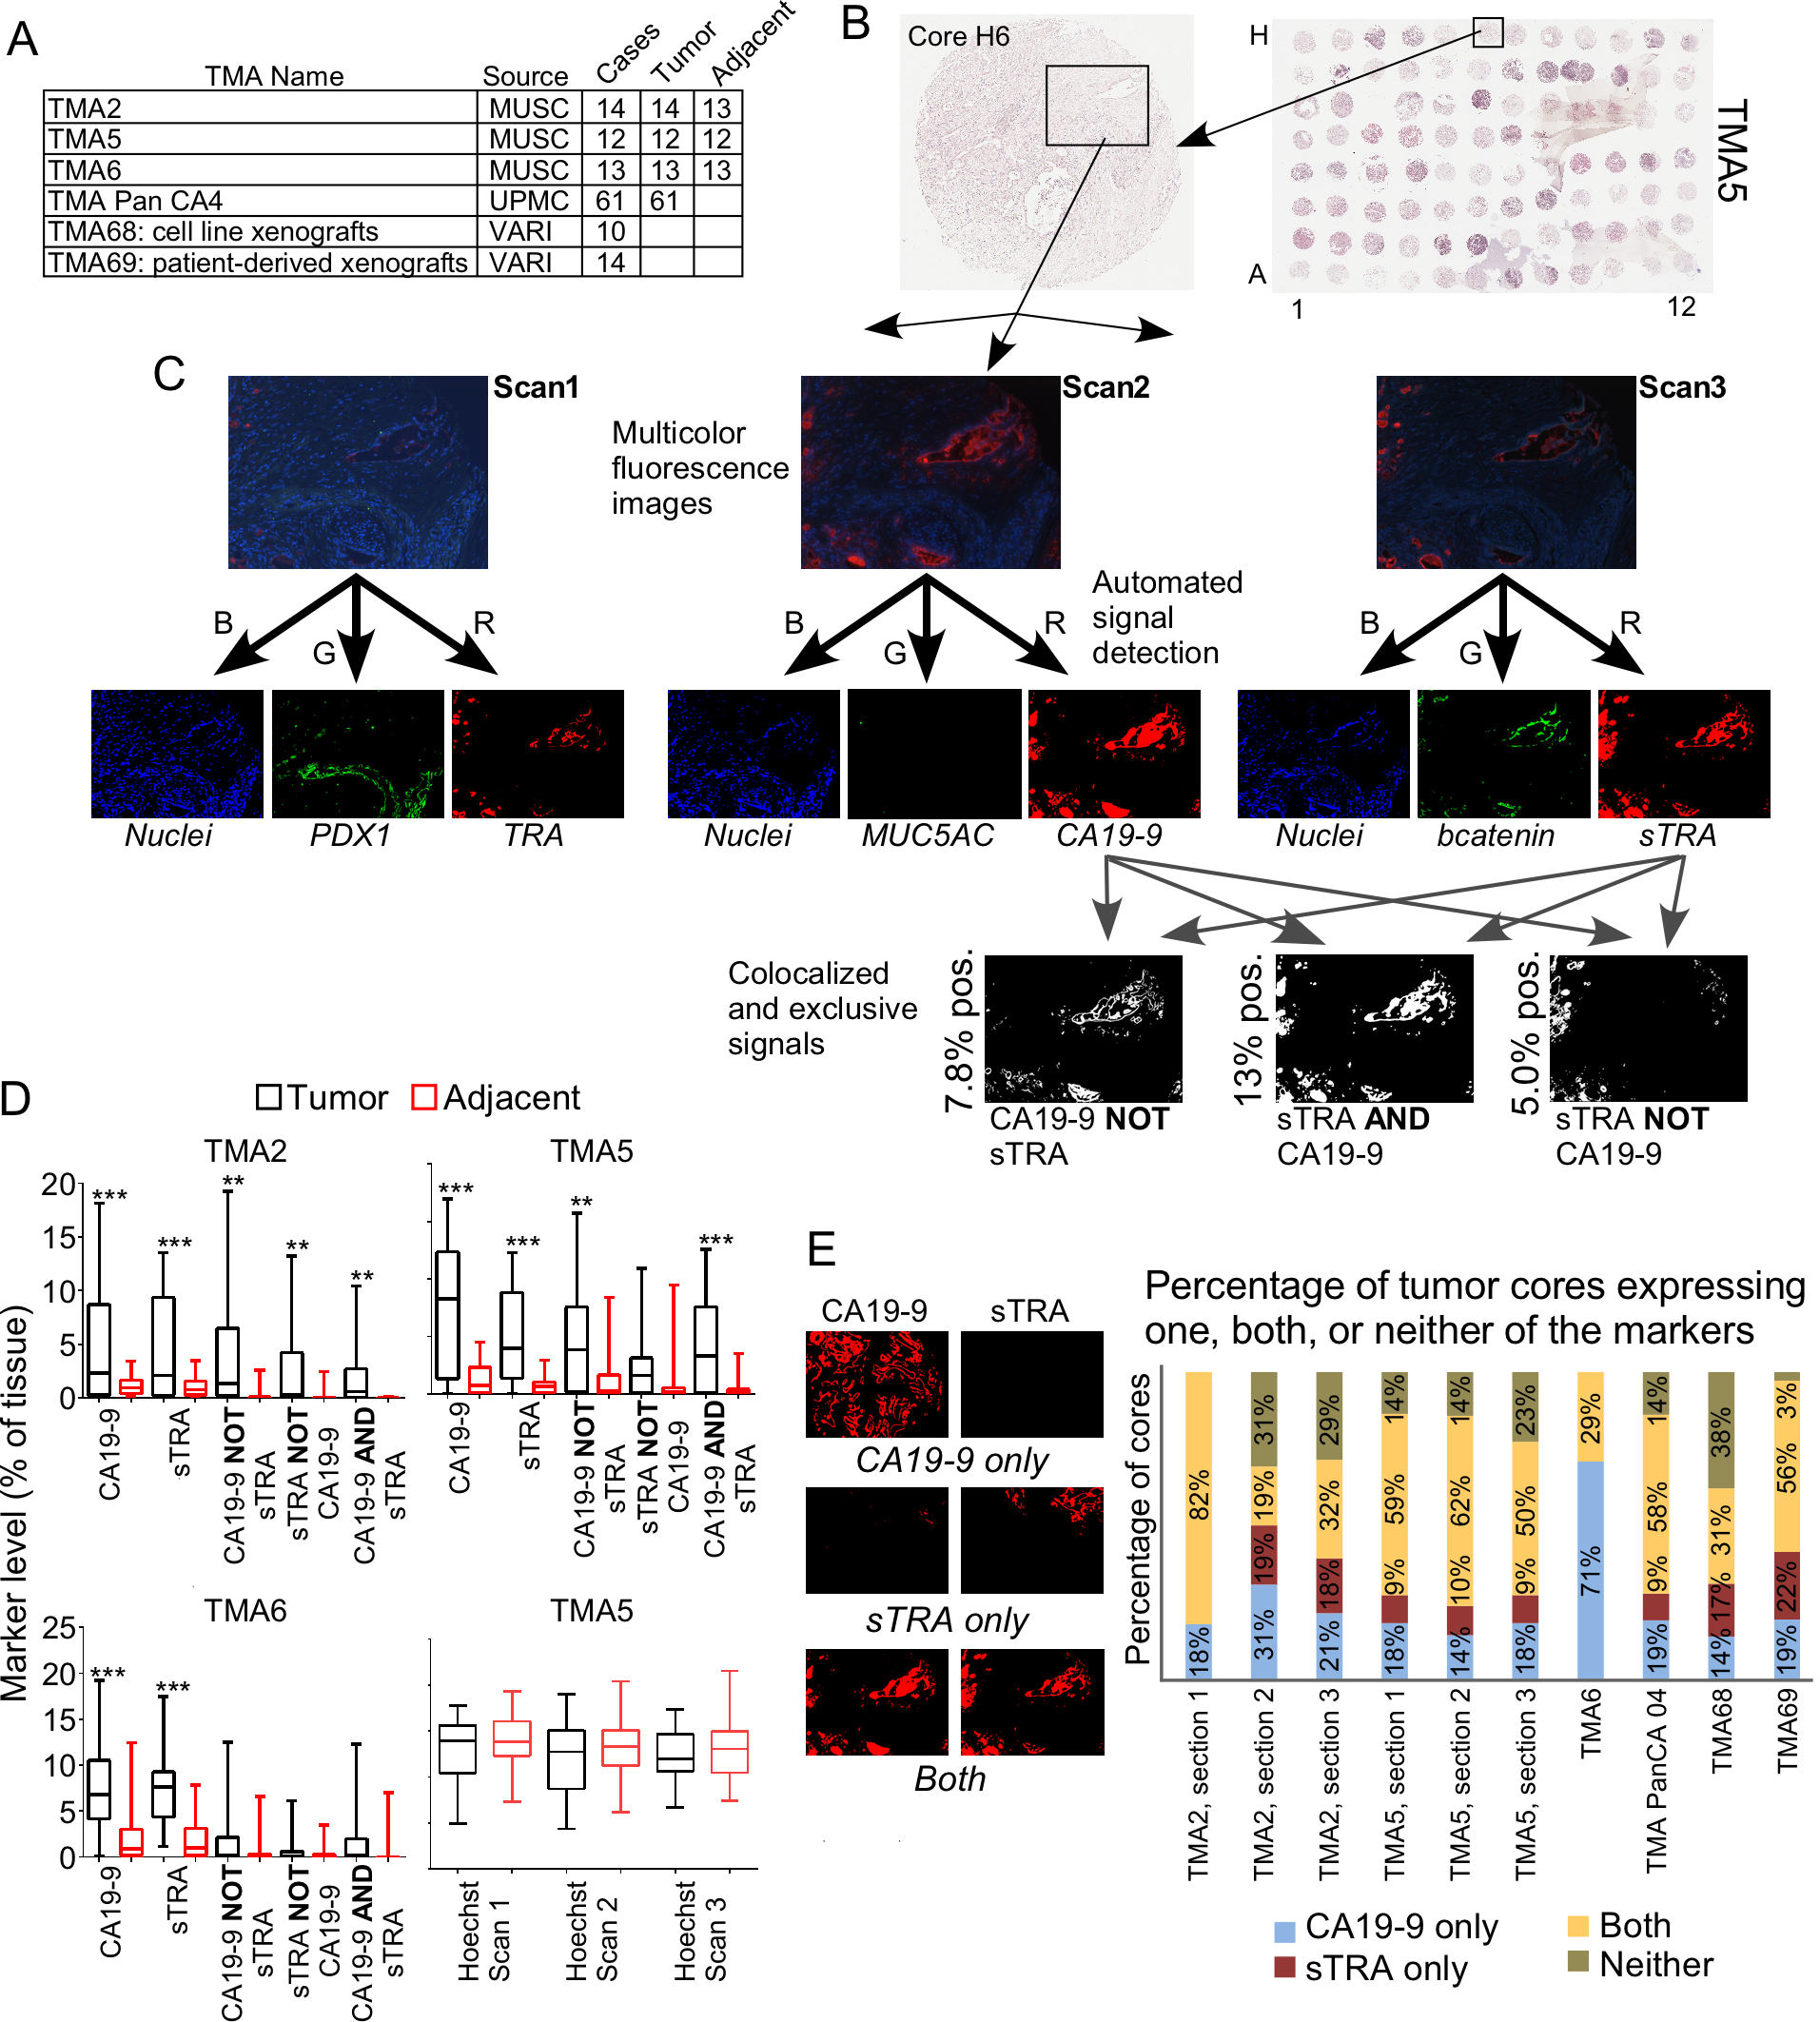 A
TMA Name Source Cases Tumor Adjacent
TMA2 MUSC 14 14 13
TMA5 MUSC 12 12 12
TMA6 MUSC 13 13 13
TMA Pan CA4 UPMC 61 61
TMA68: cell line xenografts VARI 10
TMA69: patient-derived xenografts VARI 14
B
Core H6
H
A
1 12
TMA5
C
Scan1
Multicolor
fluorescence
images
Scan2
Scan3
Automated
signal
detection
B G R
B G R
B G R
Nuclei PDX1 TRA
Nuclei MUC5AC CA19-9
Nuclei bcatenin sTRA
Colocalized
and exclusive
signals
7.8% pos.
CA19-9 NOT
sTRA
13% pos.
sTRA AND
CA19-9
5.0% pos.
sTRA NOT
CA19-9
D
Tumor Adjacent
Marker level (% of tissue)
TMA2
20
15
10
5
0
*** *** ** ** **
CA19-9
sTRA
CA19-9 NOT
sTRA
sTRA NOT
CA19-9
CA19-9 AND
sTRA
TMA5
*** *** ** ***
CA19-9
sTRA
CA19-9 NOT
sTRA
sTRA NOT
CA19-9
CA19-9 AND
sTRA
TMA6
25
20
15
10
5
0
*** ***
CA19-9
sTRA
CA19-9 NOT
sTRA
sTRA NOT
CA19-9
CA19-9 AND
sTRA
TMA5
Hoechst
Scan 1
Hoechst
Scan 2
Hoechst
Scan 3
E
CA19-9 sTRA
CA19-9 only
sTRA only
Both
Percentage of tumor cores expressing
one, both, or neither of the markers
Percentage of cores
18% 82%
31% 19% 19% 31%
21% 18% 32% 29%
18% 9% 59% 14%
14% 10% 62% 14%
18% 9% 50% 23%
71% 29%
19% 9% 58% 14%
14% 17% 31% 38%
19% 22% 56% 3%
TMA2, section 1
TMA2, section 2
TMA2, section 3
TMA5, section 1
TMA5, section 2
TMA5, section 3
TMA6
TMA PanCA 04
TMA68
TMA69
CA19-9 only
sTRA only
Both
Neither